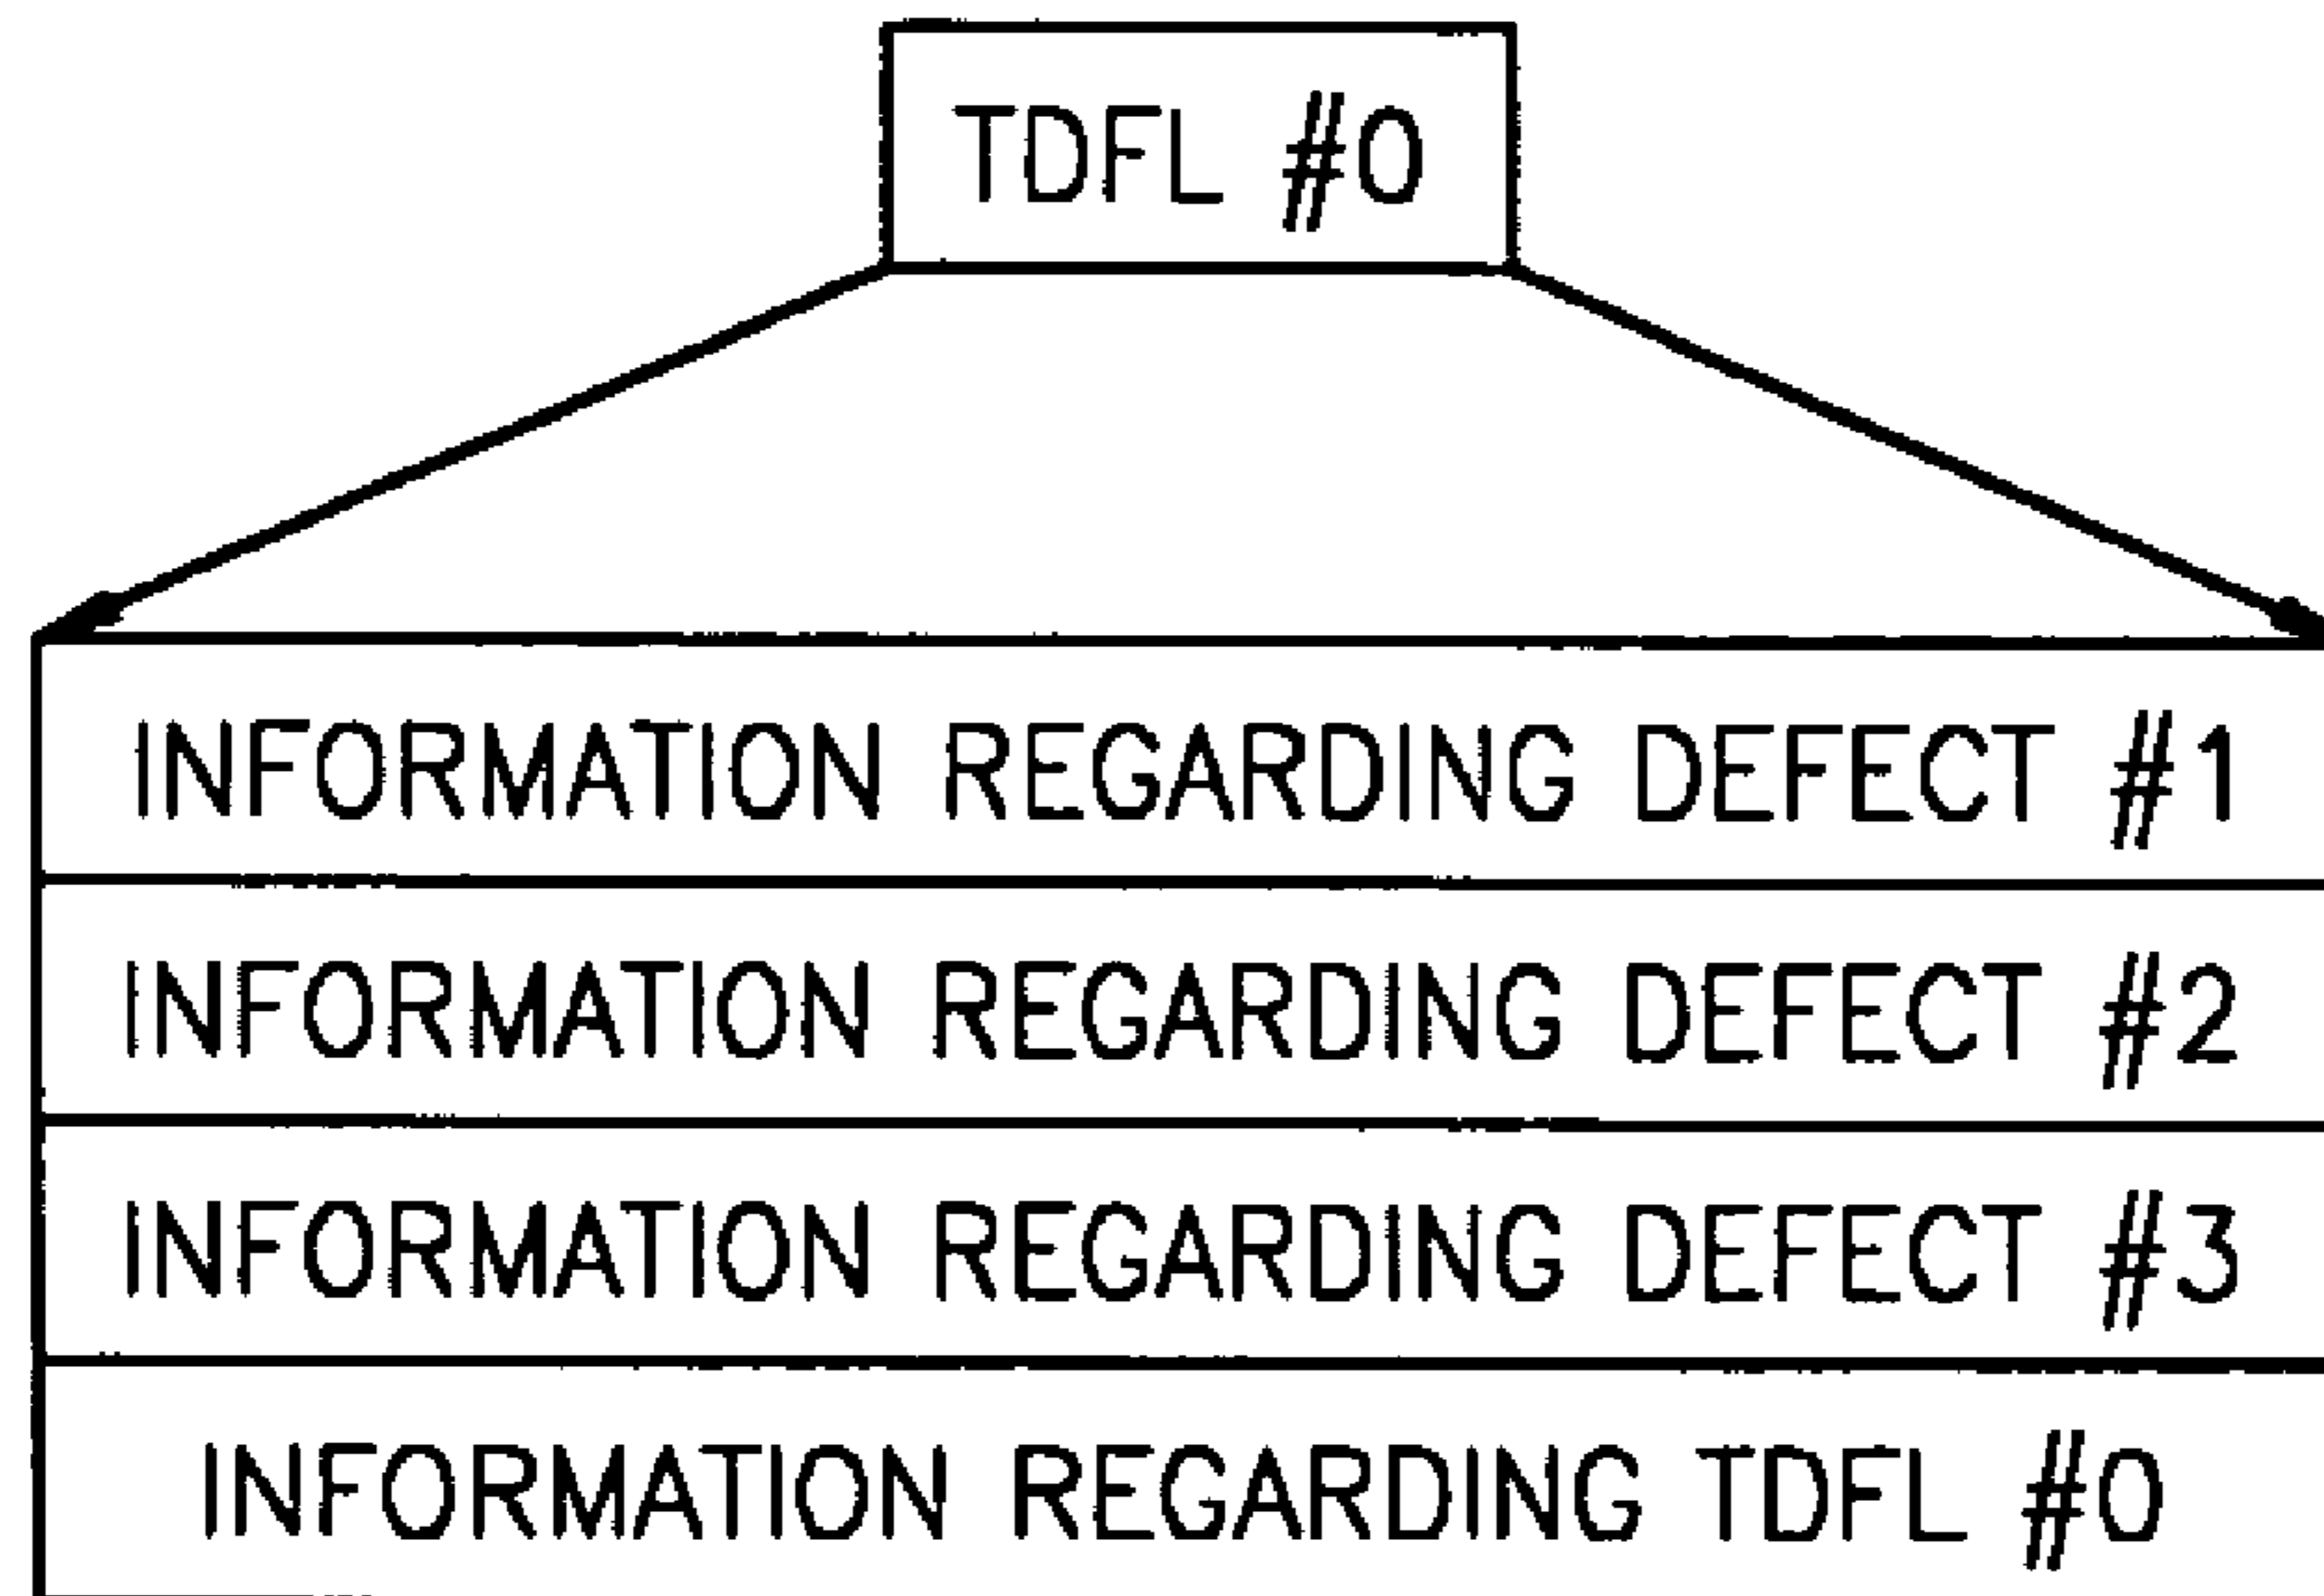 TDFL #0
INFORMATION REGARDING DEFECT #1
INFORMATION REGARDING DEFECT #2
INFORMATION REGARDING DEFECT #3
INFORMATION REGARDING TDFL #0